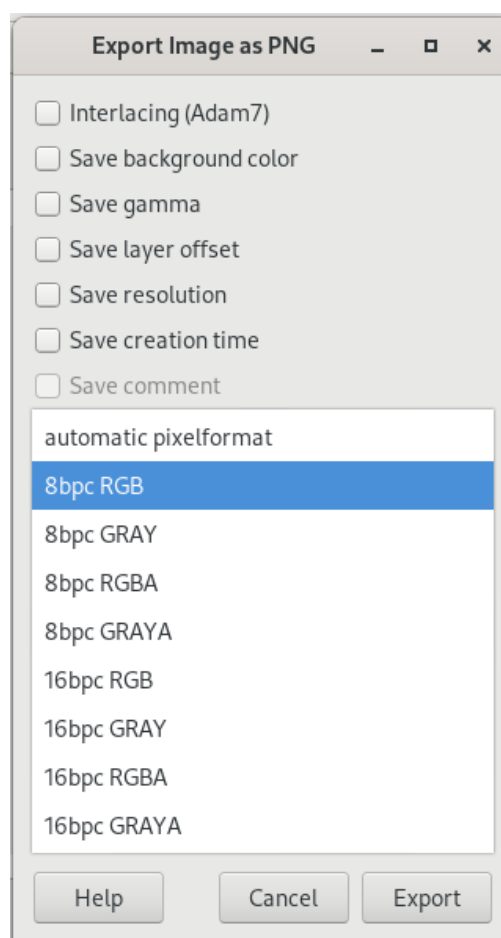 Export Image as PNG
Interlacing (Adam7)
Save background color
Save gamma
Save layer offset
Save resolution
Save creation time
Save comment
automatic pixelformat
8bpc RGB
8bpc GRAY
8bpc RGBA
8bpc GRAYA
16bpc RGB
16bpc GRAY
16bpc RGBA
16bpc GRAYA
Help Cancel Export